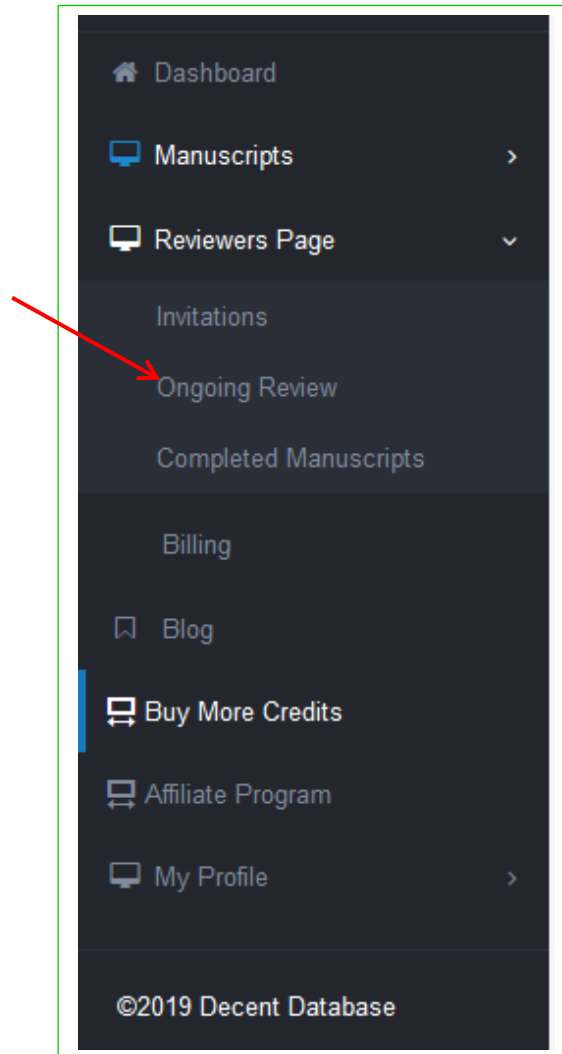 Dashboard
Manuscripts
Reviewers Page
Invitations
Ongoing Review
Completed Manuscripts
Billing
Blog
Buy More Credits
Affiliate Program
My Profile
©2019 Decent Database